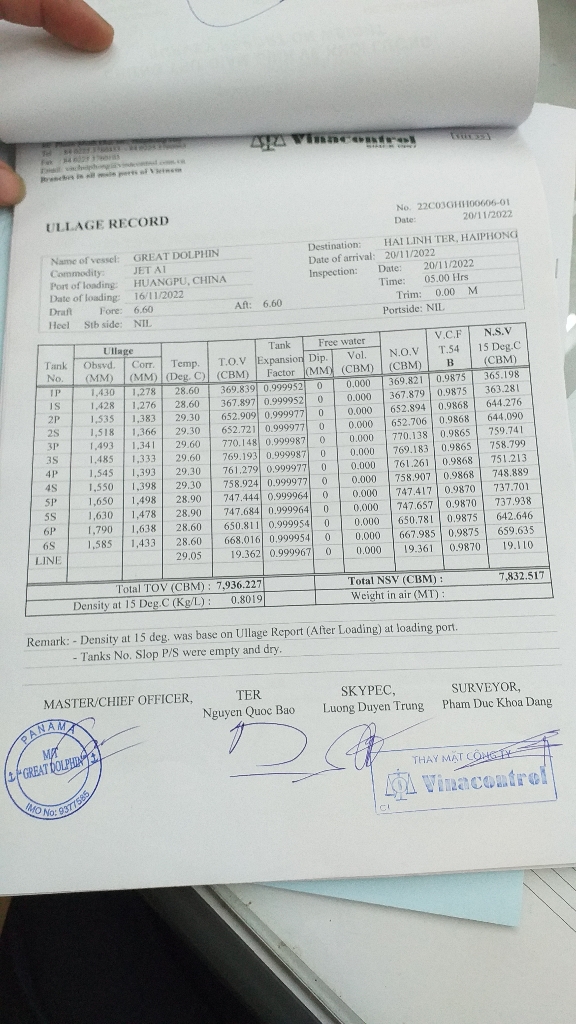 Vinacontrol
Email: vnchaiphong@vinacontrol.com.vn
Branches in all main ports of Vietnam
ULLAGE RECORD
No. 22C03GHH00606-01
Date: 20/11/2022
Name of vessel: GREAT DOLPHIN Destination: HAI LINH TER, HAIPHONG
Commodity: JET A1 Date of arrival: 20/11/2022
Port of loading: HUANGPU, CHINA Inspection: Date: 20/11/2022
Date of loading: 16/11/2022 Time: 05.00 Hrs
Draft Fore: 6.60 Aft: 6.60 Trim: 0.00 M
Heel Stb side: NIL Portside: NIL
Tank No. Ullage Obsvd. (MM) Corr. (MM) Temp. (Deg. C) T.O.V (CBM) Tank Expansion Factor Free water Dip. (MM) Vol. (CBM) N.O.V (CBM) V.C.F T.54 B N.S.V 15 Deg.C (CBM)
1P 1,430 1,278 28.60 369.839 0.999952 0 0.000 369.821 0.9875 365.198
1S 1,428 1,276 28.60 367.897 0.999952 0 0.000 367.879 0.9875 363.281
2P 1,535 1,383 29.30 652.909 0.999977 0 0.000 652.894 0.9868 644.276
2S 1,518 1,366 29.30 652.721 0.999977 0 0.000 652.706 0.9868 644.090
3P 1,493 1,341 29.60 770.148 0.999987 0 0.000 770.138 0.9865 759.741
3S 1,485 1,333 29.60 769.193 0.999987 0 0.000 769.183 0.9865 758.799
4P 1,545 1,393 29.30 761.279 0.999977 0 0.000 761.261 0.9868 751.213
4S 1,550 1,398 29.30 758.924 0.999977 0 0.000 758.907 0.9868 748.889
5P 1,650 1,498 28.90 747.444 0.999964 0 0.000 747.417 0.9870 737.701
5S 1,630 1,478 28.90 747.684 0.999964 0 0.000 747.657 0.9870 737.938
6P 1,790 1,638 28.60 650.811 0.999954 0 0.000 650.781 0.9875 642.646
6S 1,585 1,433 28.60 668.016 0.999954 0 0.000 667.985 0.9875 659.635
LINE 29.05 19.362 0.999967 0 0.000 19.361 0.9870 19.110
Total TOV (CBM) : 7,936.227 Total NSV (CBM) : 7,832.517
Density at 15 Deg.C (Kg/L) : 0.8019 Weight in air (MT) :
Remark: - Density at 15 deg. was base on Ullage Report (After Loading) at loading port.
- Tanks No. Slop P/S were empty and dry.
MASTER/CHIEF OFFICER, TER SKYPEC, SURVEYOR,
Nguyen Quoc Bao Luong Duyen Trung Pham Duc Khoa Dang
PANAMA
M/T
"GREAT DOLPHIN"
IMO No: 9377585
THAY MẶT CÔNG TY
Vinacontrol
C1